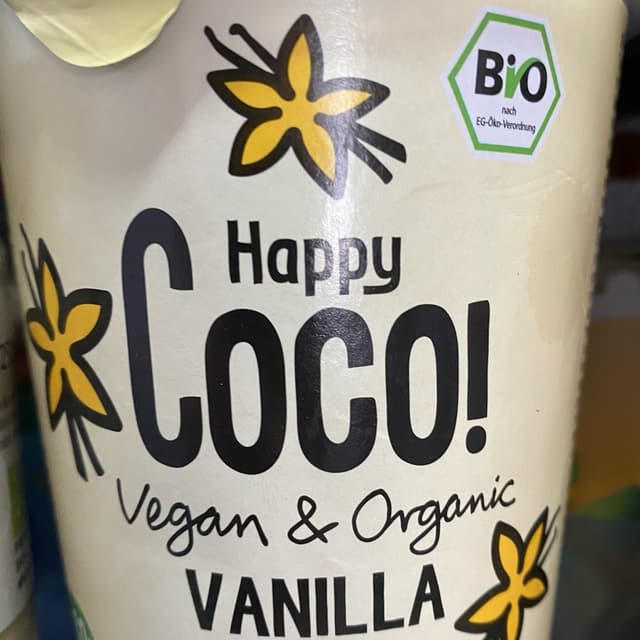 Bio
nach
EG-Öko-Verordnung
Happy
Coco!
Vegan & Organic
VANILLA